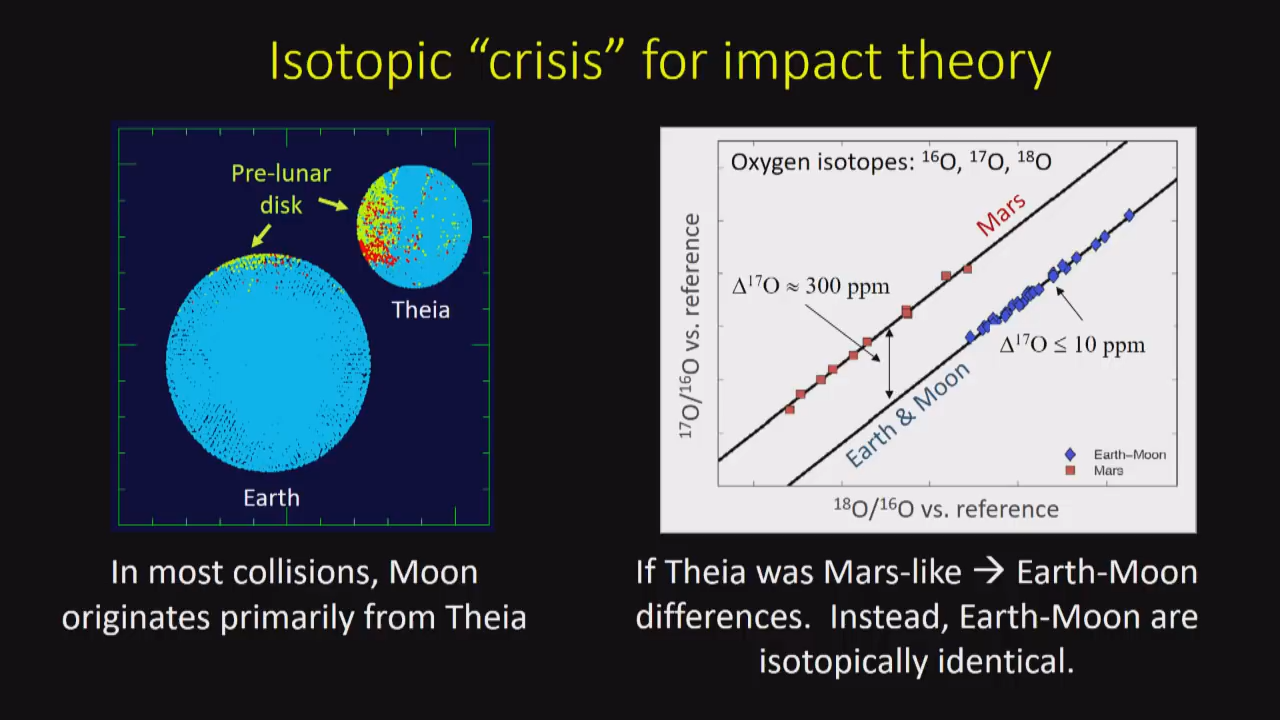 Isotopic “crisis” for impact theory
Pre-lunar
disk
Theia
Earth
In most collisions, Moon
originates primarily from Theia
Oxygen isotopes: ¹⁶O, ¹⁷O, ¹⁸O
Mars
Δ¹⁷O ≈ 300 ppm
Δ¹⁷O ≤ 10 ppm
Earth & Moon
¹⁷O/¹⁶O vs. reference
Earth–Moon
Mars
¹⁸O/¹⁶O vs. reference
If Theia was Mars-like → Earth-Moon
differences. Instead, Earth-Moon are
isotopically identical.